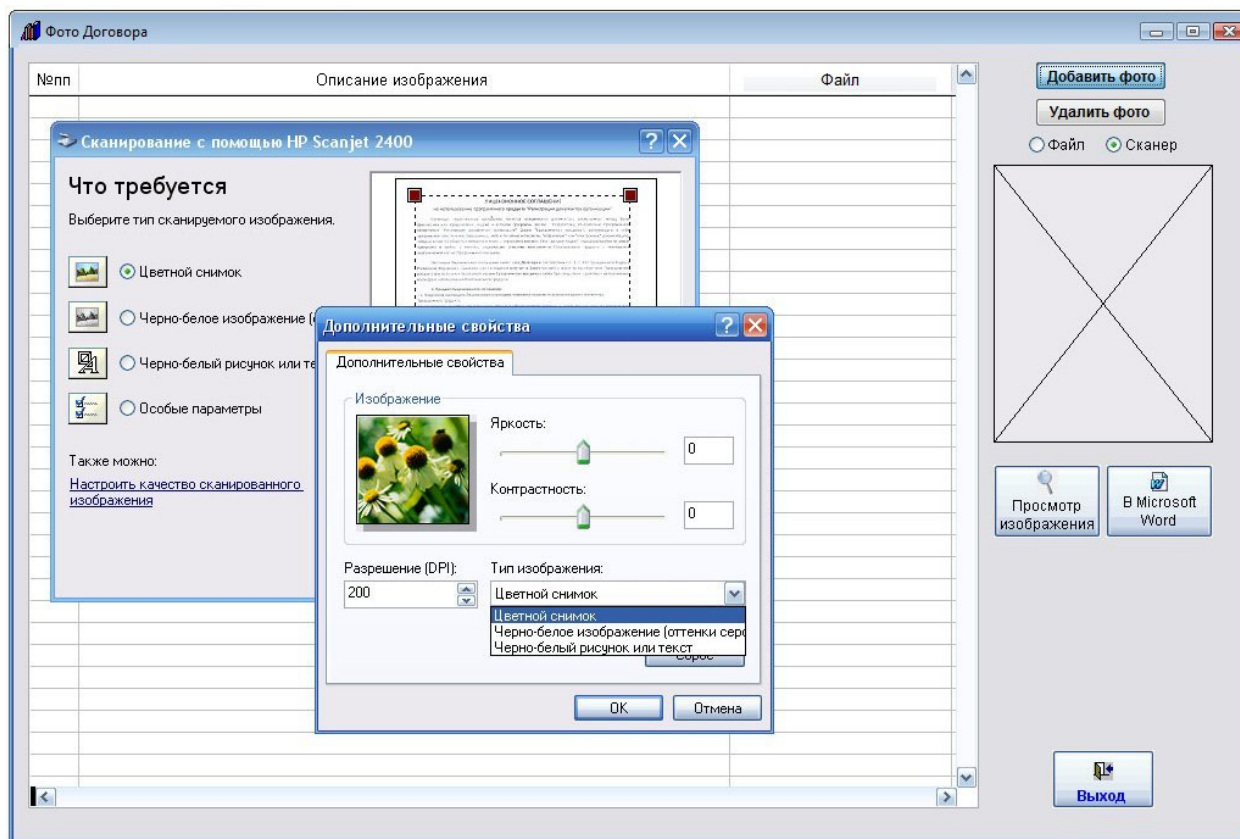 Фото Договора
№пп Описание изображения Файл
Добавить фото
Удалить фото
Файл Сканер
Сканирование с помощью HP Scanjet 2400
Что требуется
Выберите тип сканируемого изображения.
Цветной снимок
Черно-белое изображение (
Черно-белый рисунок или те
Особые параметры
Также можно:
Настроить качество сканированного
изображения
ЛИЦЕНЗИОННОЕ СОГЛАШЕНИЕ
Дополнительные свойства
Дополнительные свойства
Изображение
Яркость:
0
Контрастность:
0
Разрешение (DPI):
200
Тип изображения:
Цветной снимок
Цветной снимок
Черно-белое изображение (оттенки серо
Черно-белый рисунок или текст
Сброс
OK
Отмена
Просмотр
изображения
В Microsoft
Word
Выход